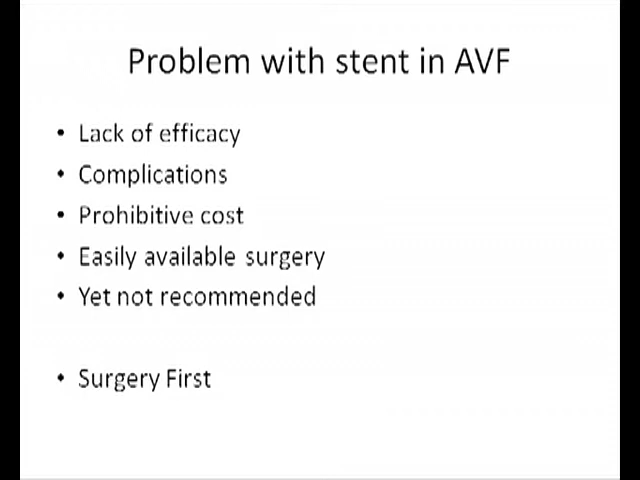 Problem with stent in AVF
• Lack of efficacy
• Complications
• Prohibitive cost
• Easily available surgery
• Yet not recommended
• Surgery First